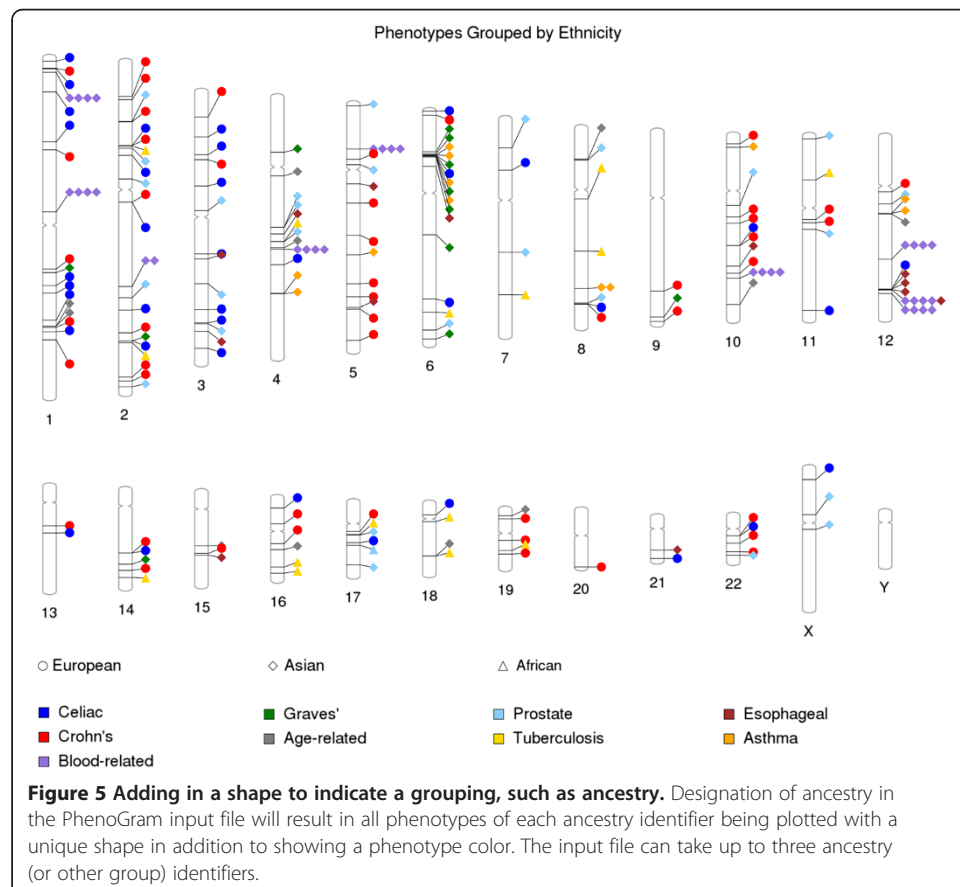 Phenotypes Grouped by Ethnicity
1 2 3 4 5 6 7 8 9 10 11 12
13 14 15 16 17 18 19 20 21 22 X Y
European Asian African
Celiac Graves' Prostate Esophageal
Crohn's Age-related Tuberculosis Asthma
Blood-related
Figure 5 Adding in a shape to indicate a grouping, such as ancestry. Designation of ancestry in
the PhenoGram input file will result in all phenotypes of each ancestry identifier being plotted with a
unique shape in addition to showing a phenotype color. The input file can take up to three ancestry
(or other group) identifiers.